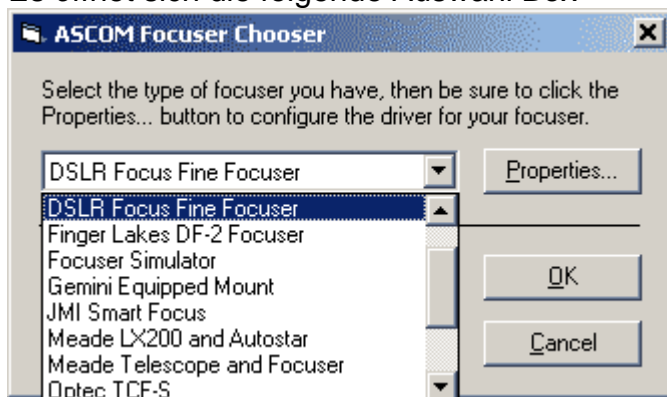 Es öffnet sich die folgende Auswahl Box
ASCOM Focuser Chooser
Select the type of focuser you have, then be sure to click the
Properties... button to configure the driver for your focuser.
DSLR Focus Fine Focuser
Properties...
DSLR Focus Fine Focuser
Finger Lakes DF-2 Focuser
Focuser Simulator
Gemini Equipped Mount
JMI Smart Focus
Meade LX200 and Autostar
Meade Telescope and Focuser
Optec TCF-S
OK
Cancel